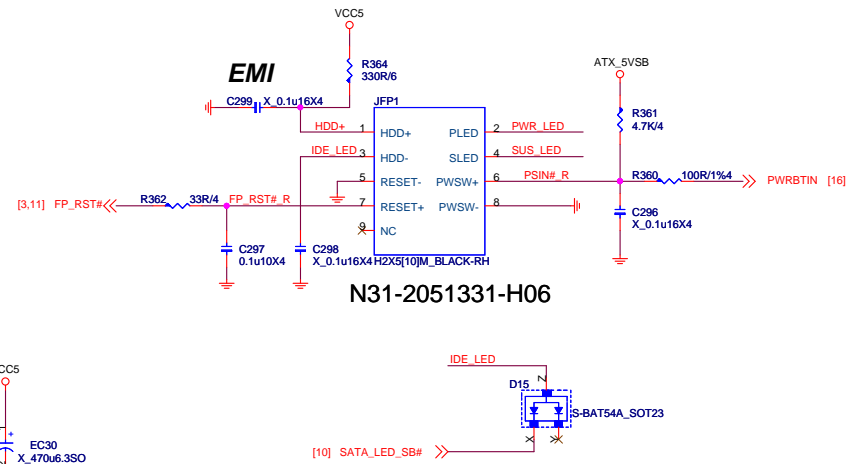 VCC5
EMI
R364
330R/6
C299 X_0.1u16X4
ATX_5VSB
R361
4.7K/4
JFP1
HDD+ 1 HDD+ PLED 2 PWR_LED
IDE_LED 3 HDD- SLED 4 SUS_LED
5 RESET- PWSW+ 6 PSIN#_R R360 100R/1%4 PWRBTIN [16]
[3,11] FP_RST# R362 33R/4 FP_RST#_R 7 RESET+ PWSW- 8
9 NC
C296
X_0.1u16X4
C297
0.1u10X4
C298
X_0.1u16X4
H2X5[10]M_BLACK-RH
N31-2051331-H06
CC5
EC30
X_470u6.3SO
IDE_LED
D15
Z
S-BAT54A_SOT23
X Y
[10] SATA_LED_SB#